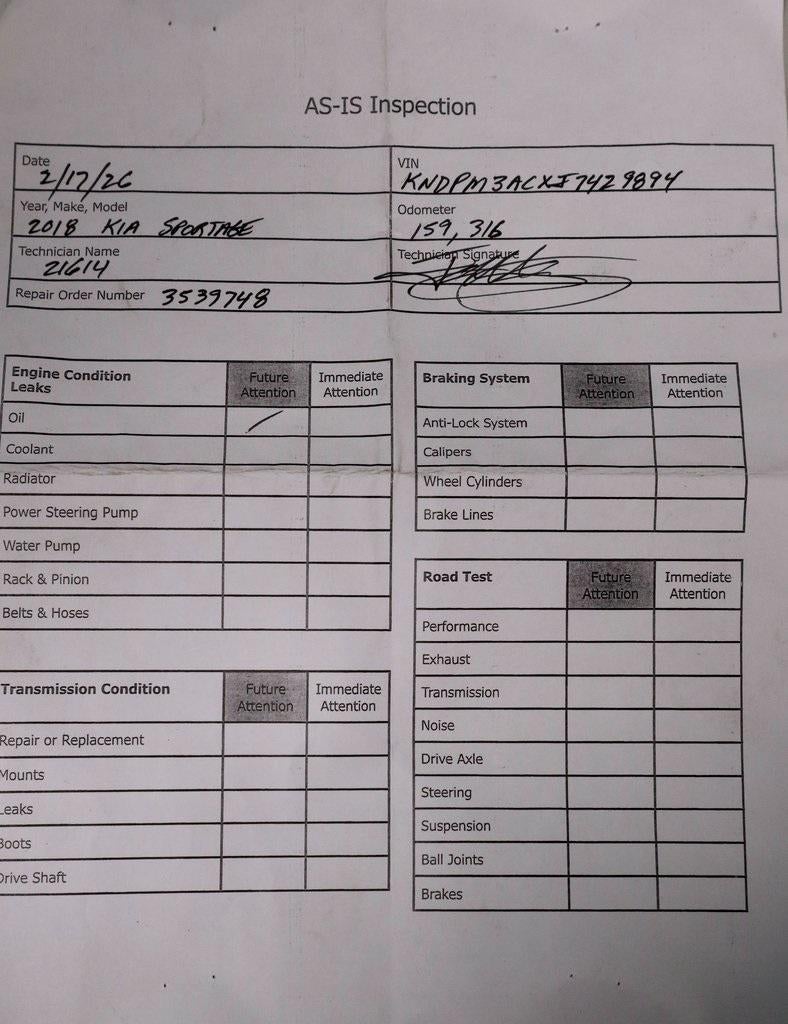 AS-IS Inspection
Date
2/17/26
VIN
KNDPM3ACXJ7429894
Year, Make, Model
2018 KIA SPORTAGE
Odometer
159,316
Technician Name
21614
Technician Signature
Repair Order Number 3539748
Engine Condition
Leaks
Future
Attention
Immediate
Attention
Oil
Coolant
Radiator
Power Steering Pump
Water Pump
Rack & Pinion
Belts & Hoses
Transmission Condition
Future
Attention
Immediate
Attention
Repair or Replacement
Mounts
Leaks
Boots
Drive Shaft
Braking System
Future
Attention
Immediate
Attention
Anti-Lock System
Calipers
Wheel Cylinders
Brake Lines
Road Test
Future
Attention
Immediate
Attention
Performance
Exhaust
Transmission
Noise
Drive Axle
Steering
Suspension
Ball Joints
Brakes